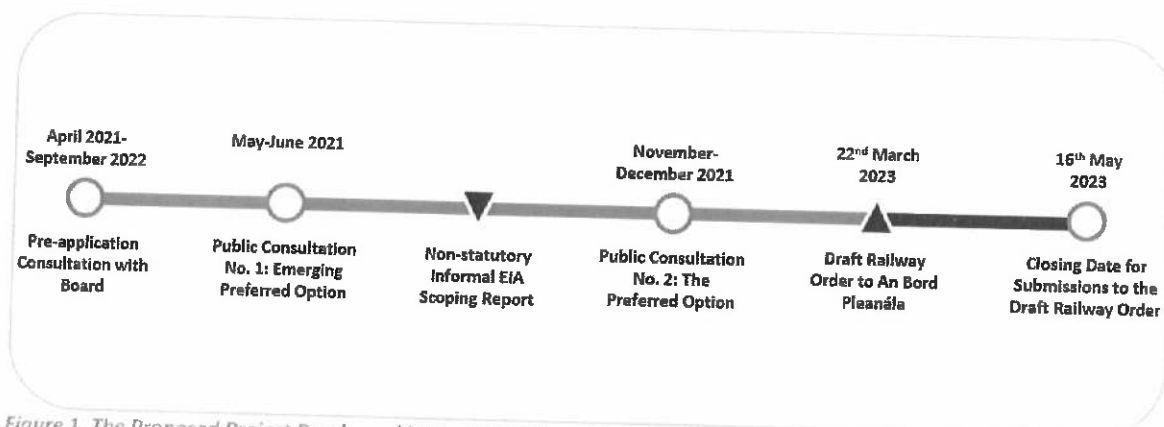 April 2021-
September 2022
Pre-application
Consultation with
Board
May-June 2021
Public Consultation
No. 1: Emerging
Preferred Option
Non-statutory
Informal EIA
Scoping Report
November-
December 2021
Public Consultation
No. 2: The
Preferred Option
22nd March
2023
Draft Railway
Order to An Bord
Pleanála
16th May
2023
Closing Date for
Submissions to the
Draft Railway Order
Figure 1. The Proposed Project